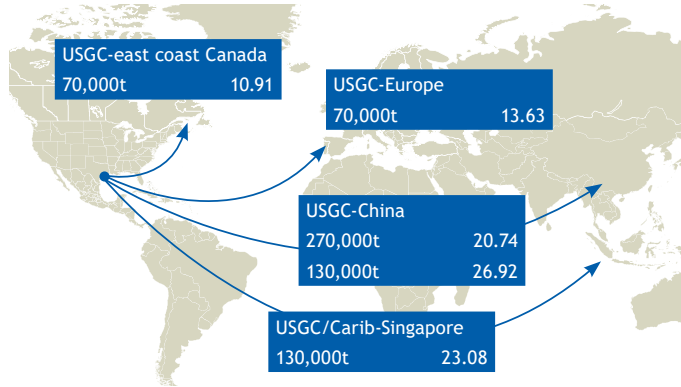 USGC-east coast Canada
70,000t 10.91
USGC-Europe
70,000t 13.63
USGC-China
270,000t 20.74
130,000t 26.92
USGC/Carib-Singapore
130,000t 23.08